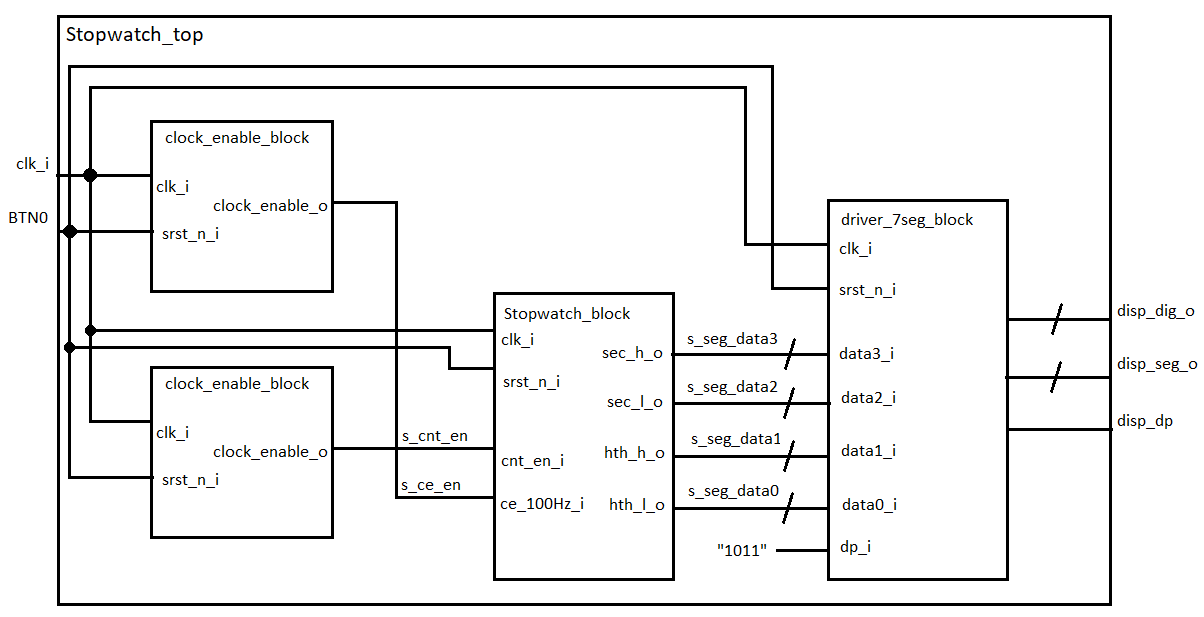 Stopwatch_top
clk_i
BTN0
clock_enable_block
clk_i
clock_enable_o
srst_n_i
clock_enable_block
clk_i
clock_enable_o
srst_n_i
s_cnt_en
s_ce_en
Stopwatch_block
clk_i
sec_h_o
srst_n_i
sec_l_o
hth_h_o
cnt_en_i
ce_100Hz_i
hth_l_o
s_seg_data3
s_seg_data2
s_seg_data1
s_seg_data0
"1011"
driver_7seg_block
clk_i
srst_n_i
data3_i
data2_i
data1_i
data0_i
dp_i
disp_dig_o
disp_seg_o
disp_dp